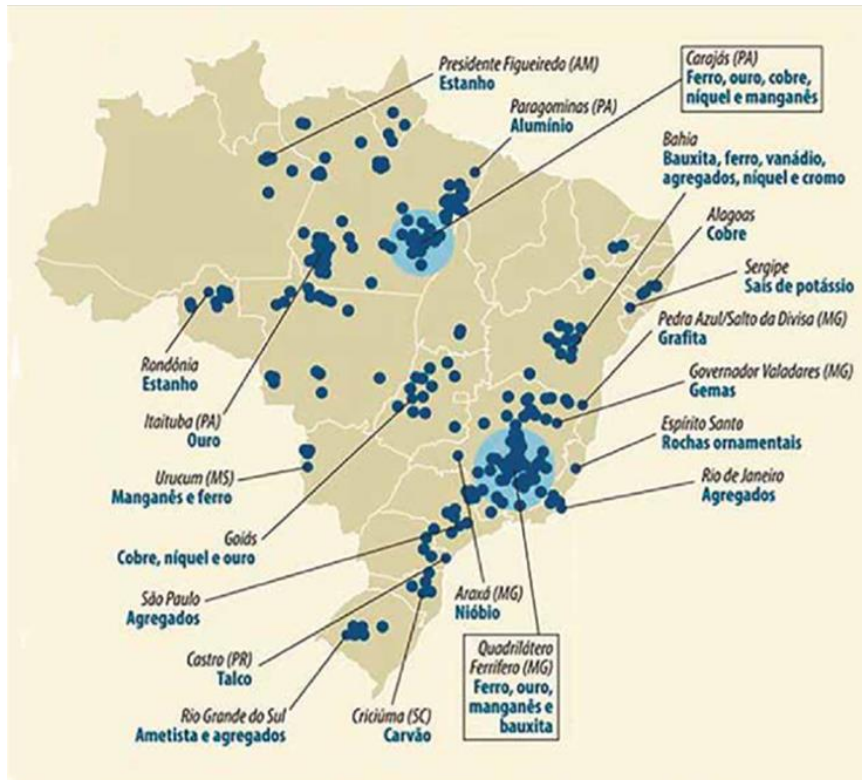 Presidente Figueiredo (AM)
Estanho
Carajás (PA)
Ferro, ouro, cobre,
níquel e manganês
Paragominas (PA)
Alumínio
Bahia
Bauxita, ferro, vanádio,
agregados, níquel e cromo
Alagoas
Cobre
Sergipe
Sais de potássio
Pedra Azul/Salto da Divisa (MG)
Grafita
Governador Valadares (MG)
Gemas
Espírito Santo
Rochas ornamentais
Rio de Janeiro
Agregados
Rondônia
Estanho
Itaituba (PA)
Ouro
Urucum (MS)
Manganês e ferro
Goiás
Cobre, níquel e ouro
São Paulo
Agregados
Castro (PR)
Talco
Rio Grande do Sul
Ametista e agregados
Criciúma (SC)
Carvão
Araxá (MG)
Nióbio
Quadrilátero
Ferrífero (MG)
Ferro, ouro,
manganês e
bauxita